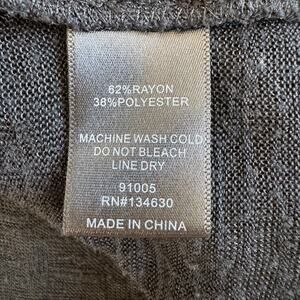 62%RAYON
38%POLYESTER
MACHINE WASH COLD
DO NOT BLEACH
LINE DRY
91005
RN#134630
MADE IN CHINA